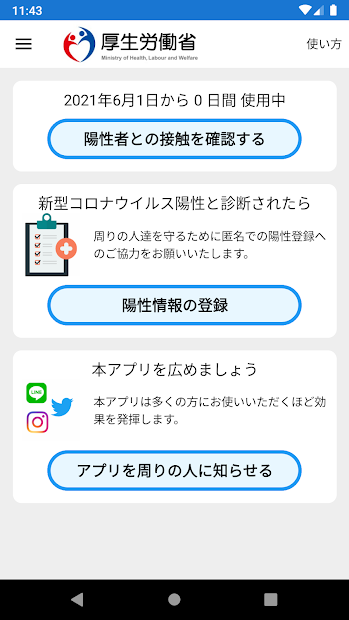 11:43
厚生労働省
Ministry of Health, Labour and Welfare
使い方
2021年6月1日から 0 日間 使用中
陽性者との接触を確認する
新型コロナウイルス陽性と診断されたら
周りの人達を守るために匿名での陽性登録へ
のご協力をお願いいたします。
陽性情報の登録
本アプリを広めましょう
LINE
本アプリは多くの方にお使いいただくほど効
果を発揮します。
アプリを周りの人に知らせる